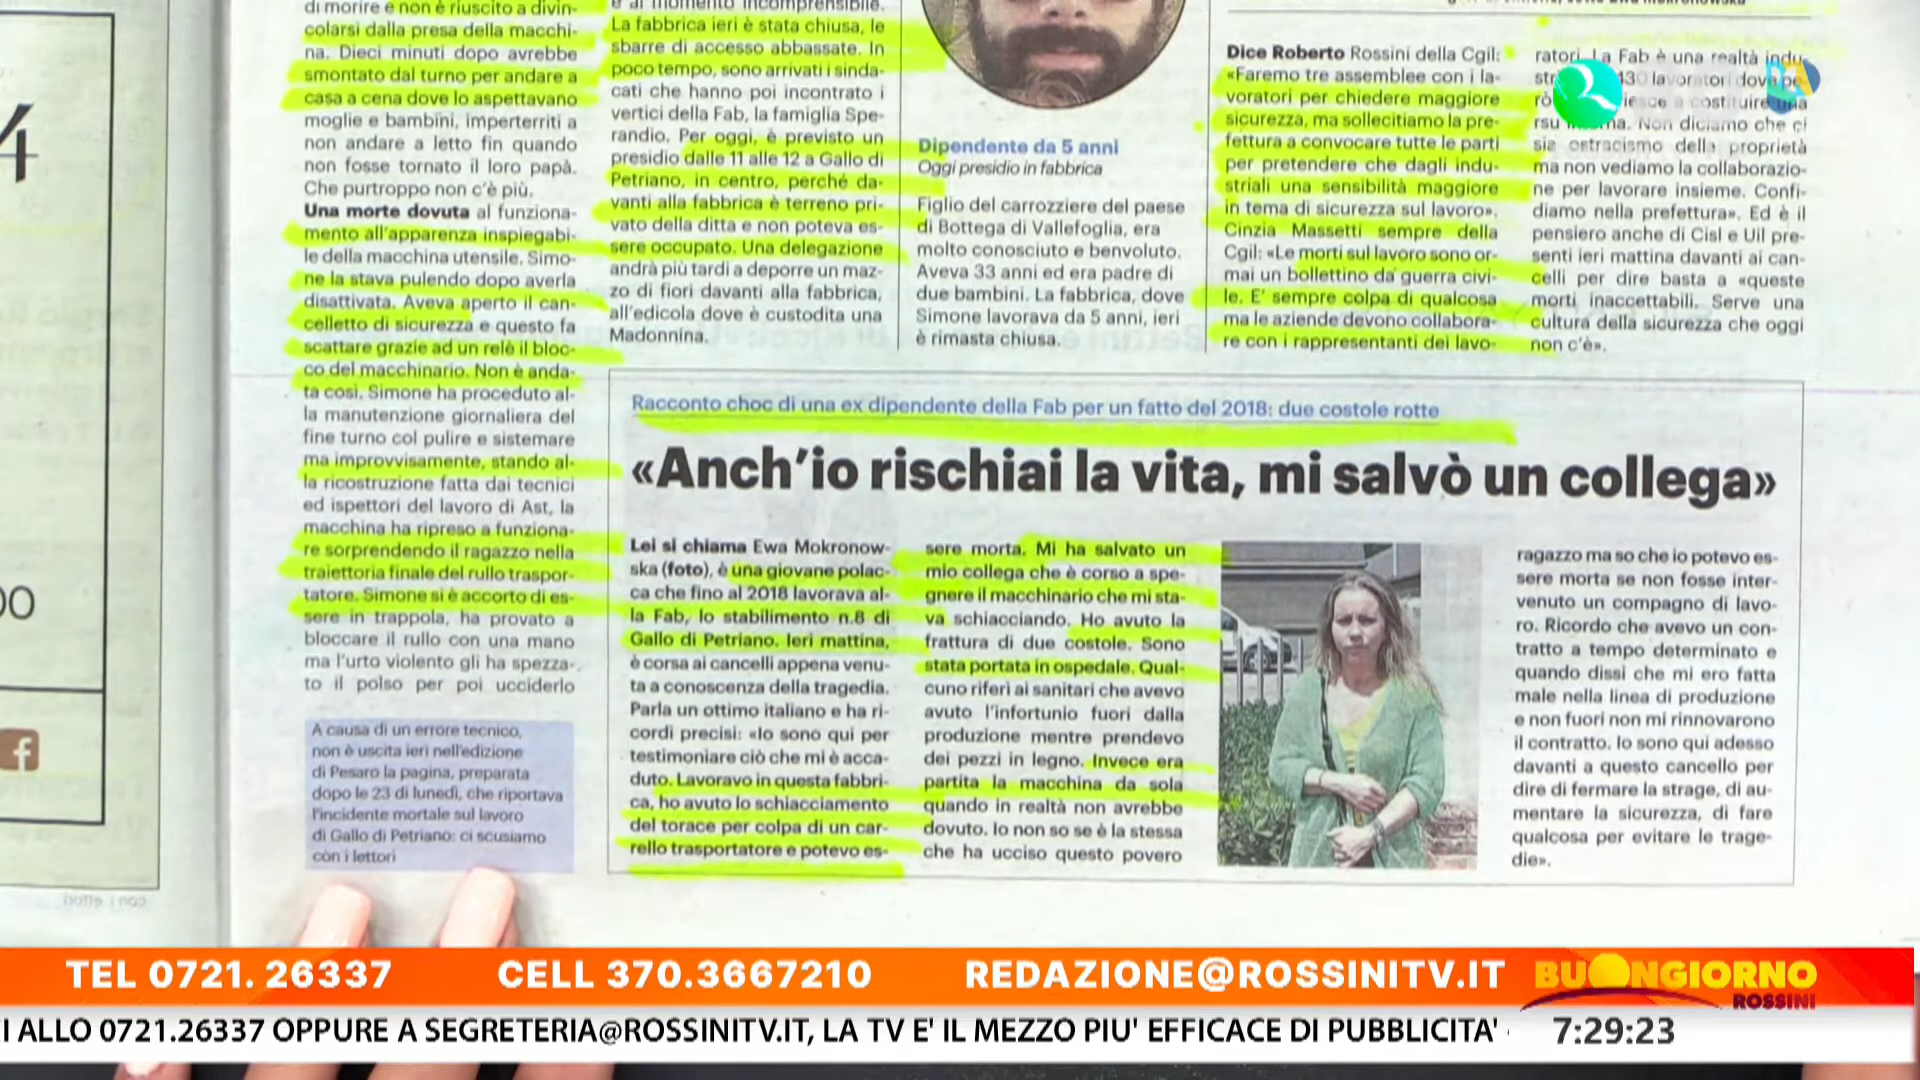 di morire e non è riuscito a divin-
colarsi dalla presa della macchi-
na. Dieci minuti dopo avrebbe
smontato dal turno per andare a
casa a cena dove lo aspettavano
moglie e bambini, imperterriti a
non andare a letto fin quando
non fosse tornato il loro papà.
Che purtroppo non c'è più.
Una morte dovuta al funziona-
mento all'apparenza inspiegabi-
le della macchina utensile. Simo-
ne la stava pulendo dopo averla
disattivata. Aveva aperto il can-
celletto di sicurezza e questo fa
scattare grazie ad un relè il bloc-
co del macchinario. Non è anda-
ta così. Simone ha proceduto al-
la manutenzione giornaliera del
fine turno col pulire e sistemare
ma improvvisamente, stando al-
la ricostruzione fatta dai tecnici
ed ispettori del lavoro di Ast, la
macchina ha ripreso a funziona-
re sorprendendo il ragazzo nella
traiettoria finale del rullo traspor-
tatore. Simone si è accorto di es-
sere in trappola, ha provato a
bloccare il rullo con una mano
ma l'urto violento gli ha spezza-
to il polso per poi ucciderlo
A causa di un errore tecnico,
non è uscita ieri nell'edizione
di Pesaro la pagina, preparata
dopo le 23 di lunedì, che riportava
l'incidente mortale sul lavoro
di Gallo di Petriano: ci scusiamo
con i lettori
e al momento incomprensibile.
La fabbrica ieri è stata chiusa, le
sbarre di accesso abbassate. In
poco tempo, sono arrivati i sinda-
cati che hanno poi incontrato i
vertici della Fab, la famiglia Spe-
randio. Per oggi, è previsto un
presidio dalle 11 alle 12 a Gallo di
Petriano, in centro, perché da-
vanti alla fabbrica è terreno pri-
vato della ditta e non poteva es-
sere occupato. Una delegazione
andrà più tardi a deporre un maz-
zo di fiori davanti alla fabbrica,
all'edicola dove è custodita una
Madonnina.
Dipendente da 5 anni
Oggi presidio in fabbrica
Figlio del carrozziere del paese
di Bottega di Vallefoglia, era
molto conosciuto e benvoluto.
Aveva 33 anni ed era padre di
due bambini. La fabbrica, dove
Simone lavorava da 5 anni, ieri
è rimasta chiusa.
Dice Roberto Rossini della Cgil:
«Faremo tre assemblee con i la-
voratori per chiedere maggiore
sicurezza, ma sollecitiamo la pre-
fettura a convocare tutte le parti
per pretendere che dagli indu-
striali una sensibilità maggiore
in tema di sicurezza sul lavoro».
Cinzia Massetti sempre della
Cgil: «Le morti sul lavoro sono or-
mai un bollettino da guerra civi-
le. E' sempre colpa di qualcosa
ma le aziende devono collabora-
re con i rappresentanti dei lavo-
ratori. La Fab è una realtà indu-
130 lavoratori dove pe-
rò riesce a costituire una
Non diciamo che ci
sia ostracismo della proprietà
ma non vediamo la collaborazio-
ne per lavorare insieme. Confi-
diamo nella prefettura». Ed è il
pensiero anche di Cisl e Uil pre-
senti ieri mattina davanti ai can-
celli per dire basta a «queste
morti inaccettabili. Serve una
cultura della sicurezza che oggi
non c'è».
Racconto choc di una ex dipendente della Fab per un fatto del 2018: due costole rotte
«Anch'io rischiai la vita, mi salvò un collega»
Lei si chiama Ewa Mokronow-
ska (foto), è una giovane polac-
ca che fino al 2018 lavorava al-
la Fab, lo stabilimento n.8 di
Gallo di Petriano. Ieri mattina,
è corsa ai cancelli appena venu-
ta a conoscenza della tragedia.
Parla un ottimo italiano e ha ri-
cordi precisi: «Io sono qui per
testimoniare ciò che mi è acca-
duto. Lavoravo in questa fabbri-
ca, ho avuto lo schiacciamento
del torace per colpa di un car-
rello trasportatore e potevo es-
sere morta. Mi ha salvato un
mio collega che è corso a spe-
gnere il macchinario che mi sta-
va schiacciando. Ho avuto la
frattura di due costole. Sono
stata portata in ospedale. Qual-
cuno riferì ai sanitari che avevo
avuto l'infortunio fuori dalla
produzione mentre prendevo
dei pezzi in legno. Invece era
partita la macchina da sola
quando in realtà non avrebbe
dovuto. Io non so se è la stessa
che ha ucciso questo povero
ragazzo ma so che io potevo es-
sere morta se non fosse inter-
venuto un compagno di lavo-
ro. Ricordo che avevo un con-
tratto a tempo determinato e
quando dissi che mi ero fatta
male nella linea di produzione
e non fuori non mi rinnovarono
il contratto. Io sono qui adesso
davanti a questo cancello per
dire di fermare la strage, di au-
mentare la sicurezza, di fare
qualcosa per evitare le trage-
die».
TEL 0721. 26337 CELL 370.3667210 REDAZIONE@ROSSINITV.IT BUONGIORNO
ROSSINI
ALLO 0721.26337 OPPURE A SEGRETERIA@ROSSINITV.IT, LA TV E' IL MEZZO PIU' EFFICACE DI PUBBLICITA' 7:29:23